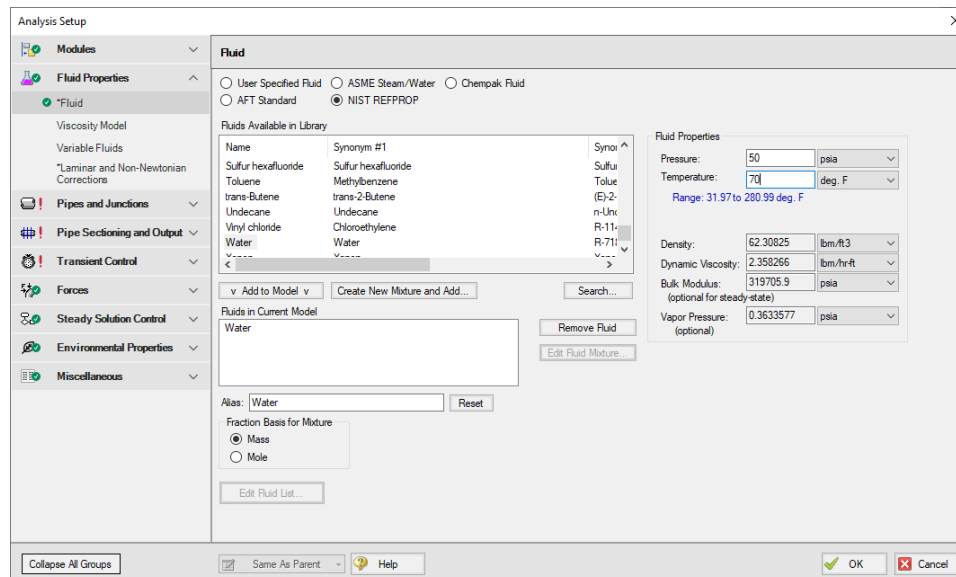 Analysis Setup
Modules
Fluid Properties
*Fluid
Viscosity Model
Variable Fluids
*Laminar and Non-Newtonian
Corrections
Pipes and Junctions
Pipe Sectioning and Output
Transient Control
Forces
Steady Solution Control
Environmental Properties
Miscellaneous
Collapse All Groups
Fluid
User Specified Fluid ASME Steam/Water Chempak Fluid
AFT Standard NIST REFPROP
Fluids Available in Library
Name Synonym #1 Synor
Sulfur hexafluoride Sulfur hexafluoride Sulfur
Toluene Methylbenzene Tolue
trans-Butene trans-2-Butene (E)-2-
Undecane Undecane n-Und
Vinyl chloride Chloroethylene R-114
Water Water R-718
v Add to Model v Create New Mixture and Add... Search...
Fluids in Current Model
Water
Remove Fluid
Edit Fluid Mixture...
Alias: Water Reset
Fraction Basis for Mixture
Mass
Mole
Edit Fluid List...
Fluid Properties
Pressure: 50 psia
Temperature: 70 deg. F
Range: 31.97 to 280.99 deg. F
Density: 62.30825 lbm/ft3
Dynamic Viscosity: 2.358266 lbm/hr-ft
Bulk Modulus: 319705.9 psia
(optional for steady-state)
Vapor Pressure: 0.3633577 psia
(optional)
Same As Parent Help OK Cancel